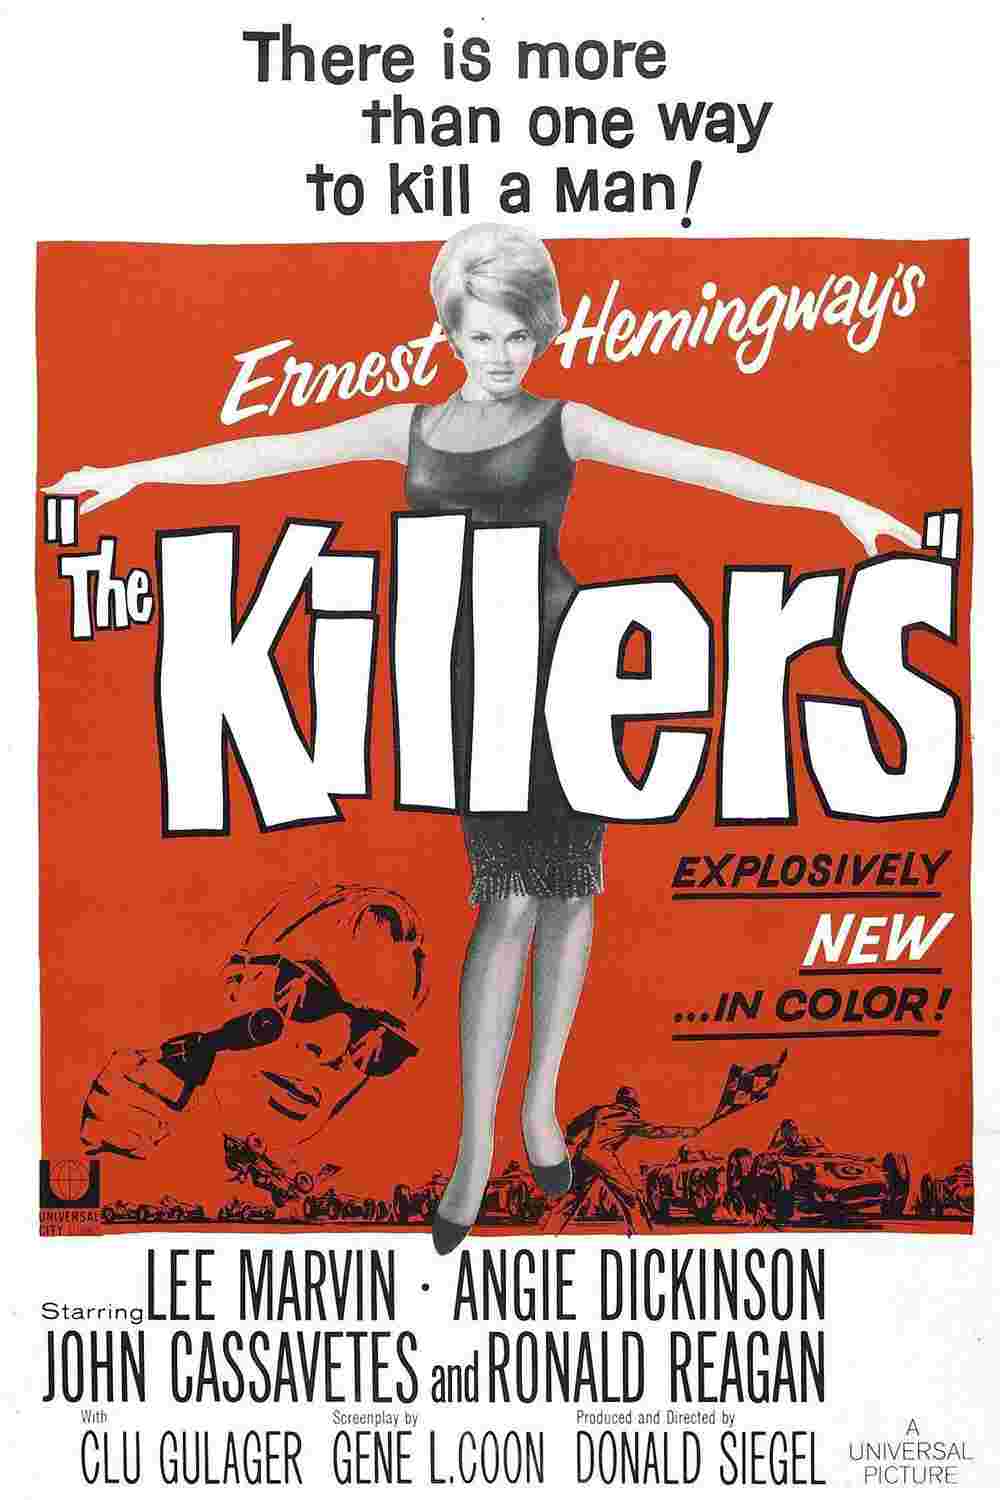 There is more
than one way
to kill a Man!
Ernest Hemingway's
"The Killers"
EXPLOSIVELY
NEW
...IN COLOR!
UNIVERSAL
CITY
Starring LEE MARVIN · ANGIE DICKINSON
JOHN CASSAVETES and RONALD REAGAN
With CLU GULAGER
Screenplay by GENE L. COON
Produced and Directed by DONALD SIEGEL
A
UNIVERSAL
PICTURE